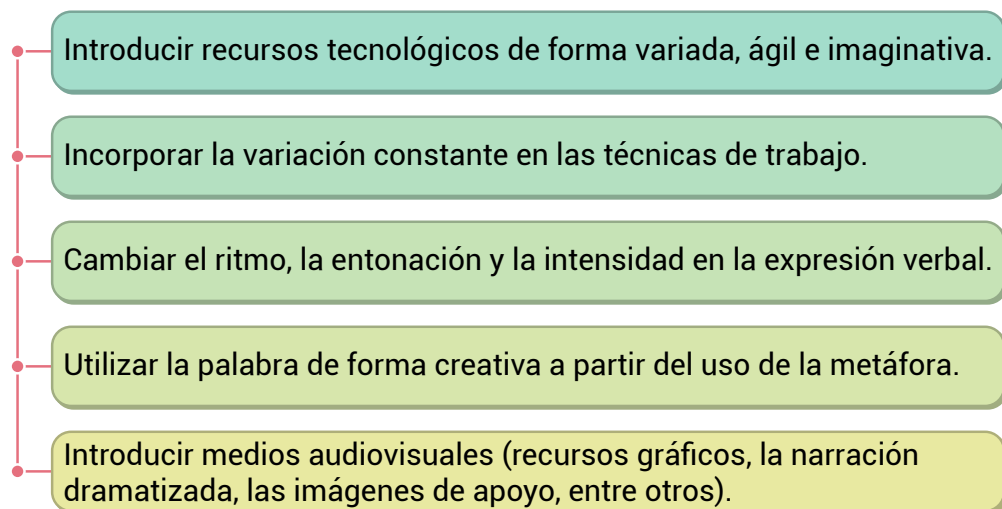 Introducir recursos tecnológicos de forma variada, ágil e imaginativa.
Incorporar la variación constante en las técnicas de trabajo.
Cambiar el ritmo, la entonación y la intensidad en la expresión verbal.
Utilizar la palabra de forma creativa a partir del uso de la metáfora.
Introducir medios audiovisuales (recursos gráficos, la narración
dramatizada, las imágenes de apoyo, entre otros).